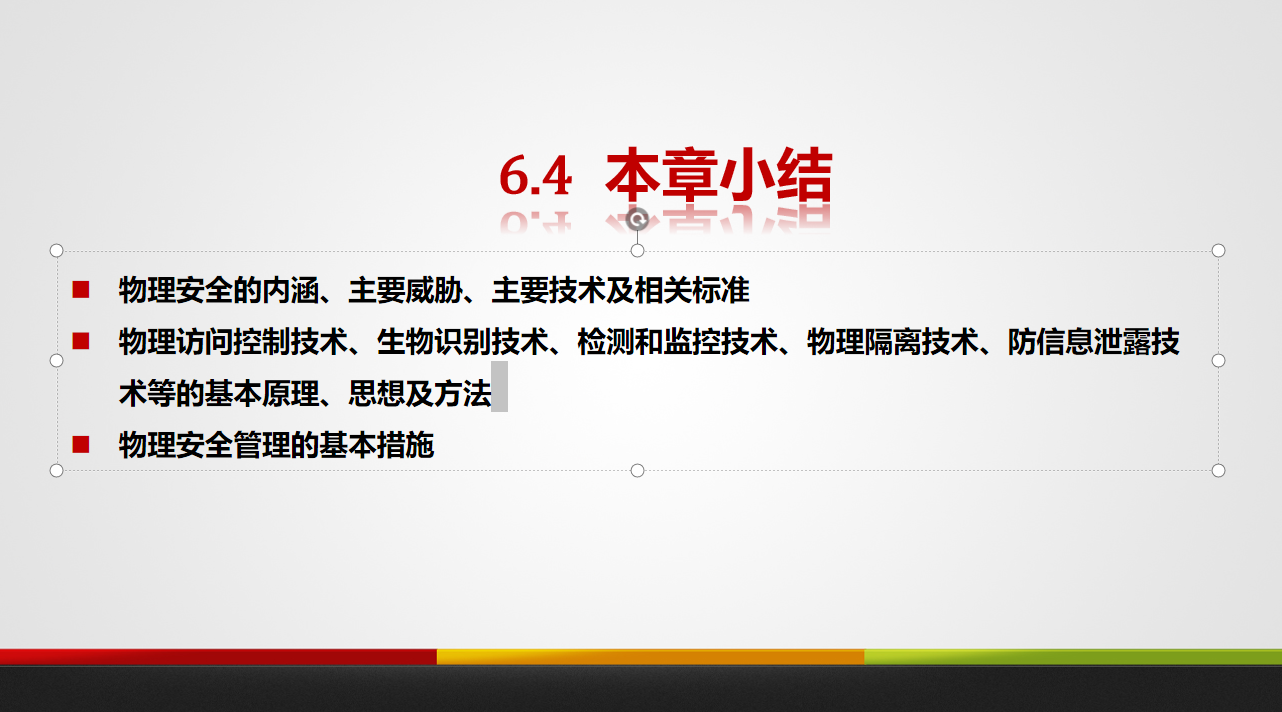 6.4 本章小结
物理安全的内涵、主要威胁、主要技术及相关标准
物理访问控制技术、生物识别技术、检测和监控技术、物理隔离技术、防信息泄露技
术等的基本原理、思想及方法
物理安全管理的基本措施